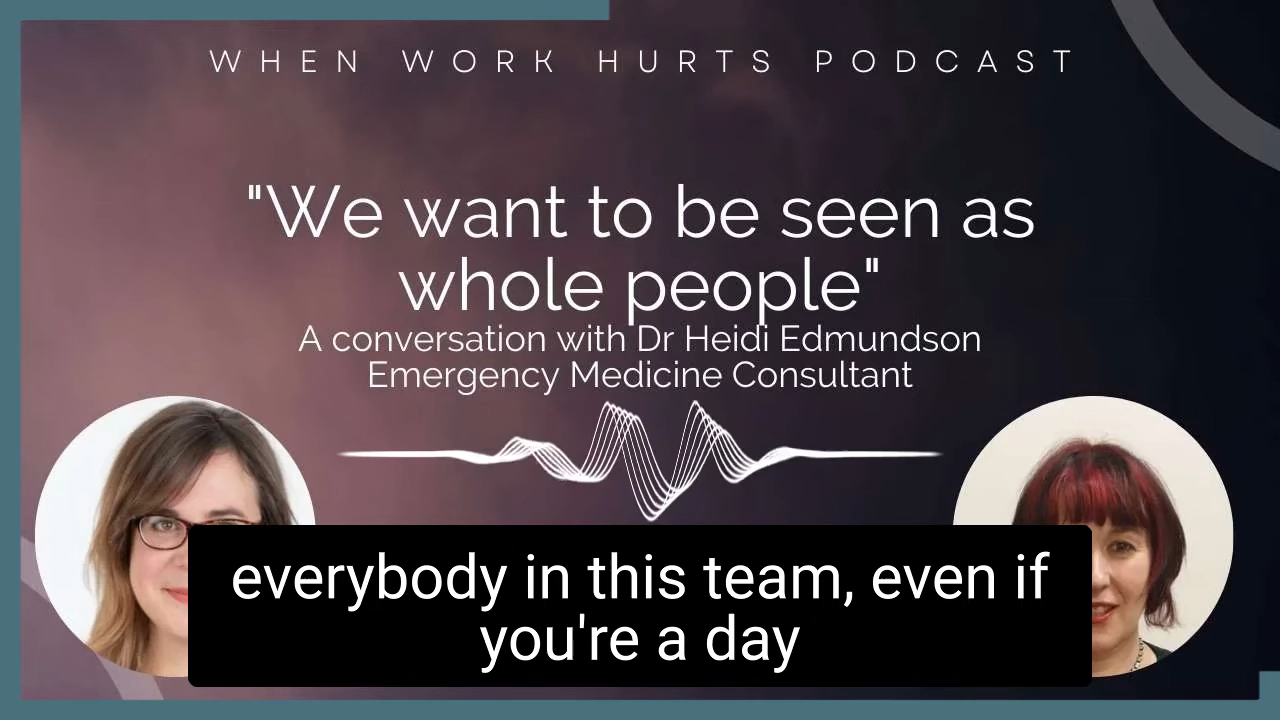 WHEN WORK HURTS PODCAST
"We want to be seen as
whole people"
A conversation with Dr Heidi Edmundson
Emergency Medicine Consultant
everybody in this team, even if
you're a day